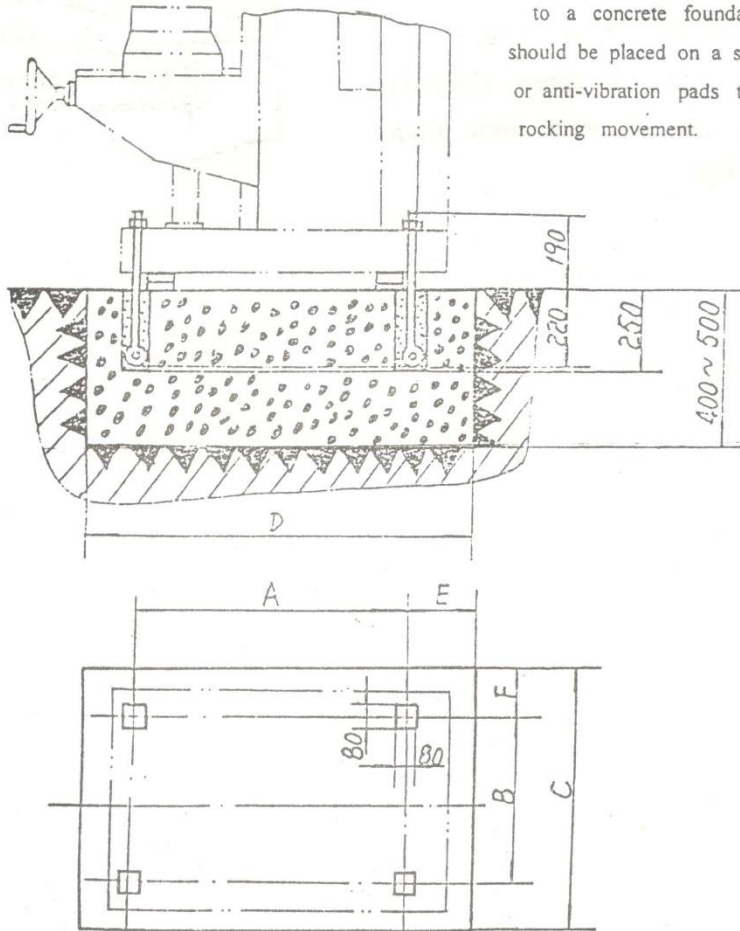 to a concrete
should be placed on a
or anti-vibration pads
rocking movement.
190
220
250
400~500
D
A
E
F
80
80
B
C